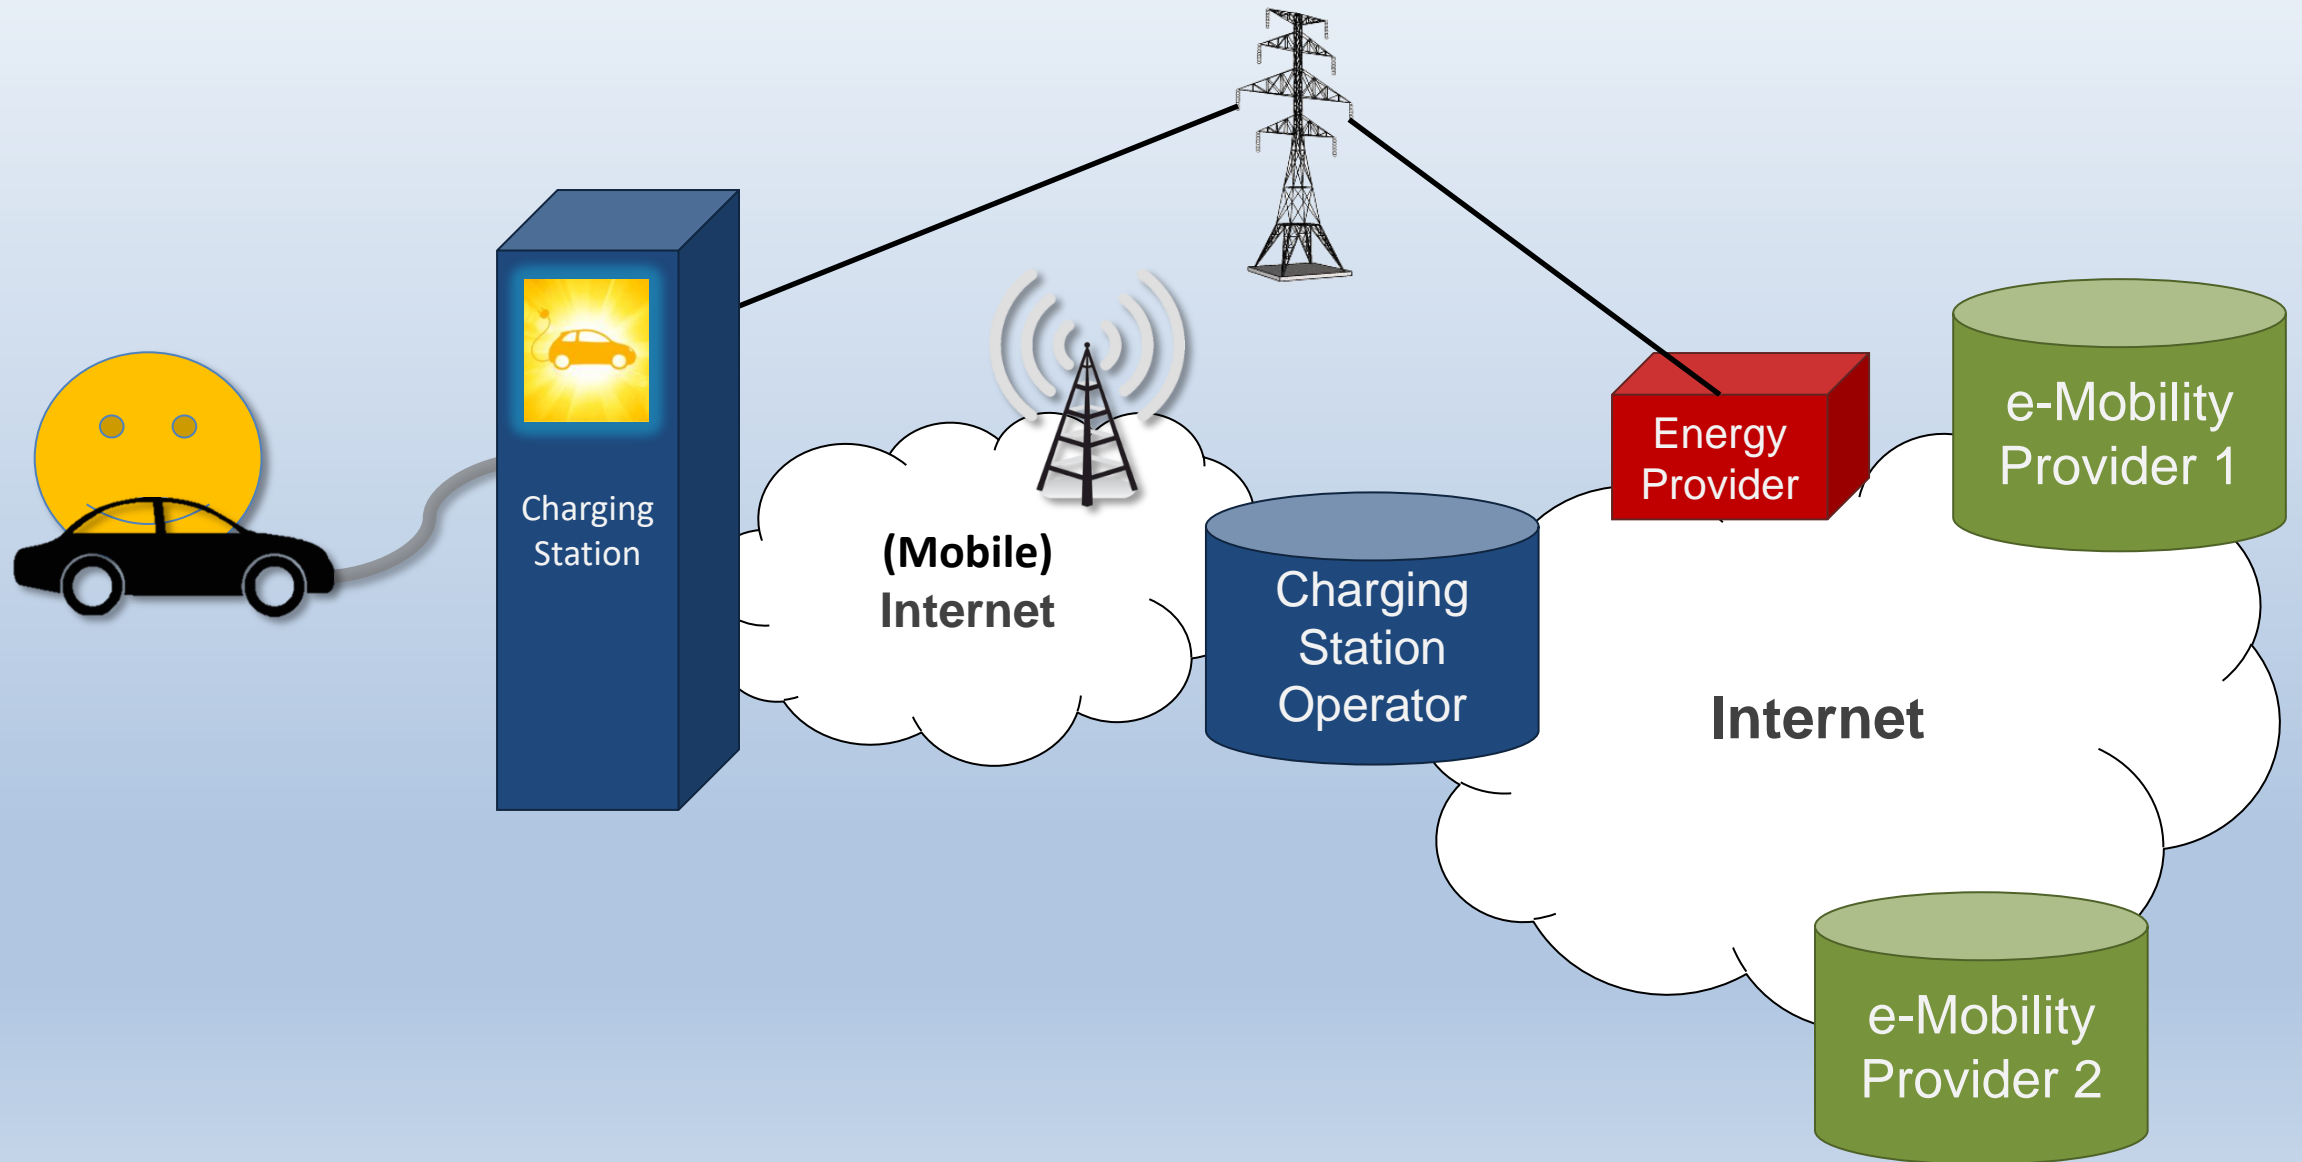 Charging
Station
(Mobile)
Internet
Charging
Station
Operator
Energy
Provider
e-Mobility
Provider 1
Internet
e-Mobility
Provider 2